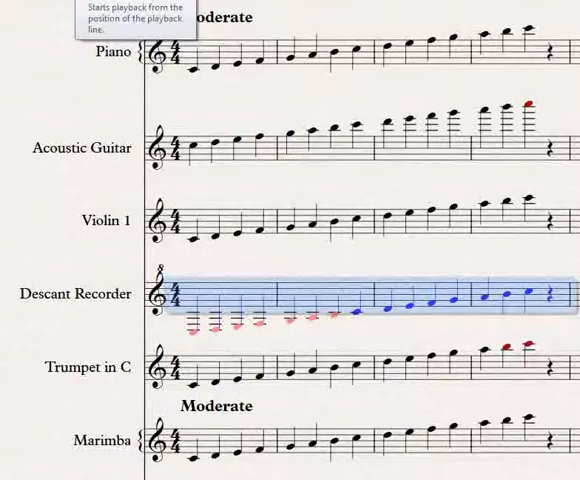 Starts playback from the
position of the playback
line.
oderate
Piano
Acoustic Guitar
Violin 1
8
Descant Recorder
Trumpet in C
Moderate
Marimba